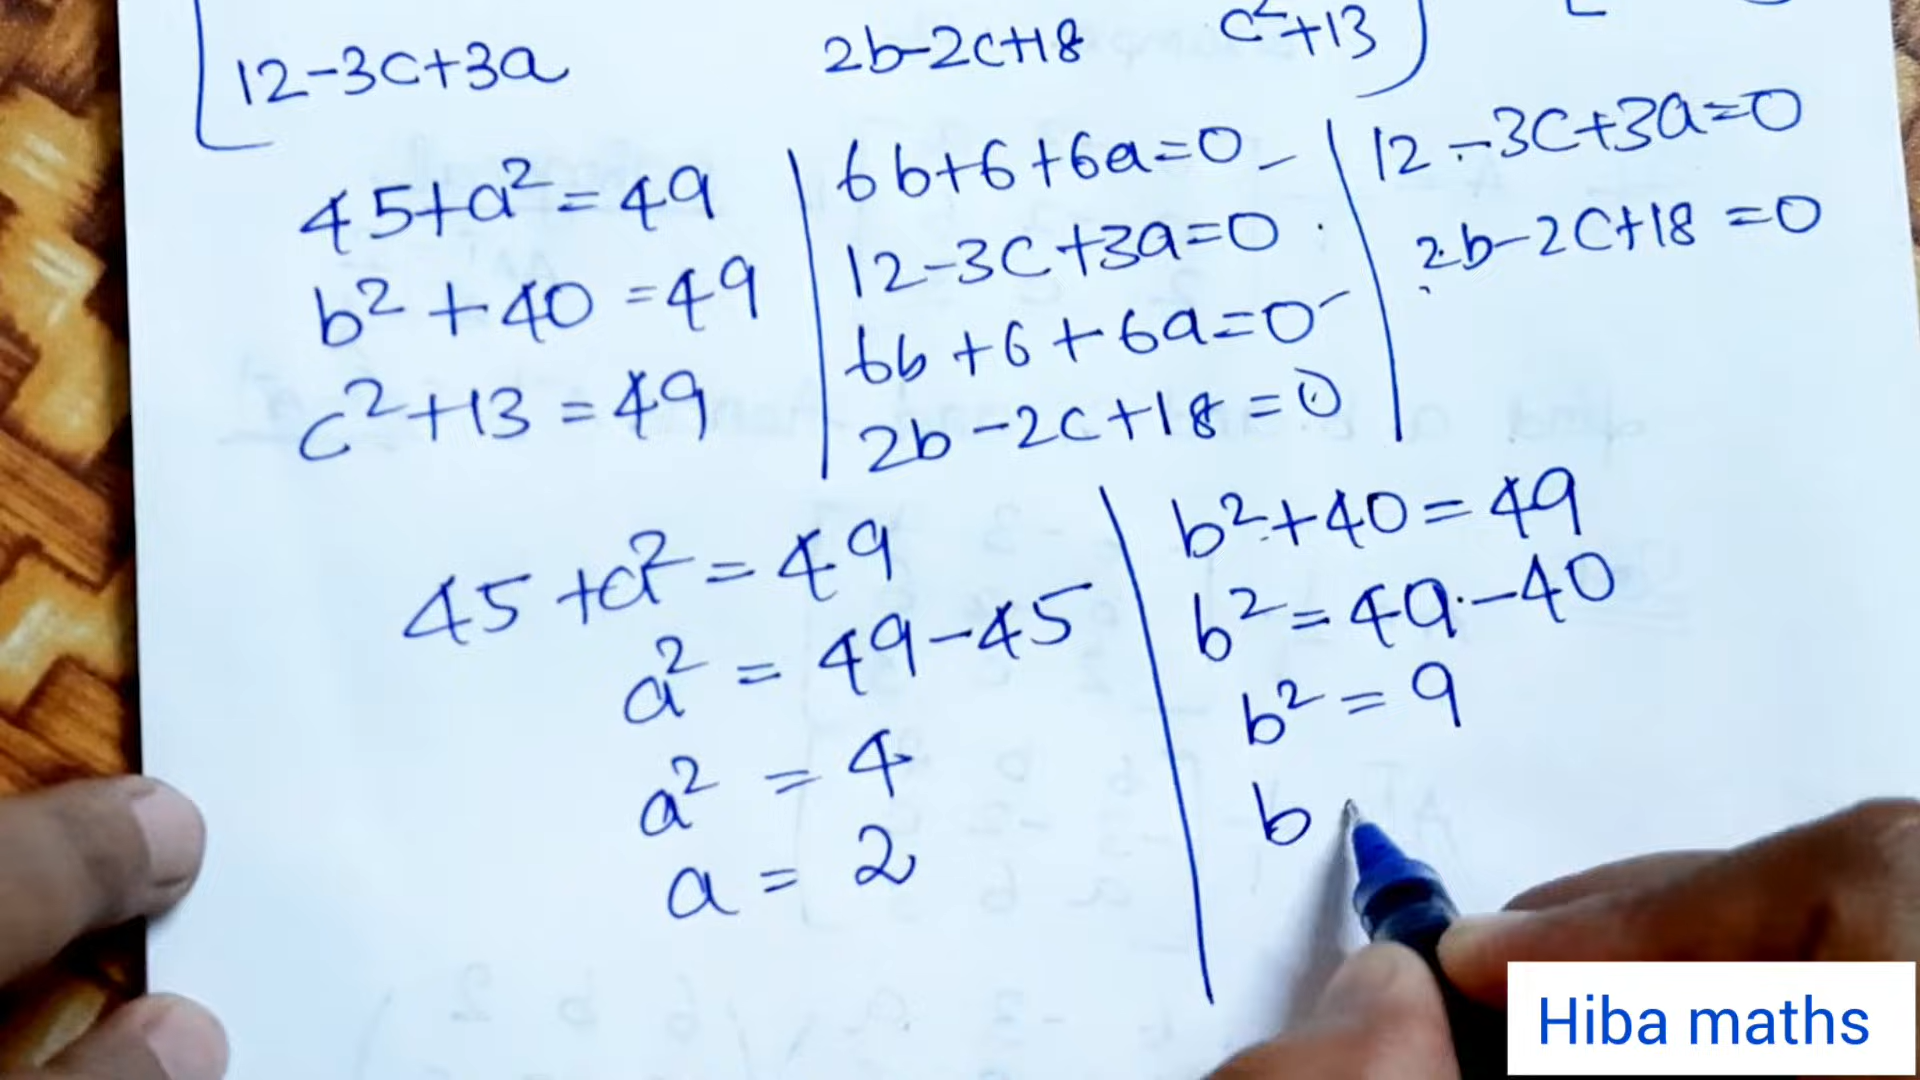 12-3c+3a 2b-2c+18 c²+13
45+a²=49
b²+40=49
c²+13=49
6b+6+6a=0
12-3c+3a=0
6b+6+6a=0
2b-2c+18=0
12-3c+3a=0
2b-2c+18=0
45+a²=49
a²=49-45
a²=4
a=2
b²+40=49
b²=49-40
b²=9
b
Hiba maths